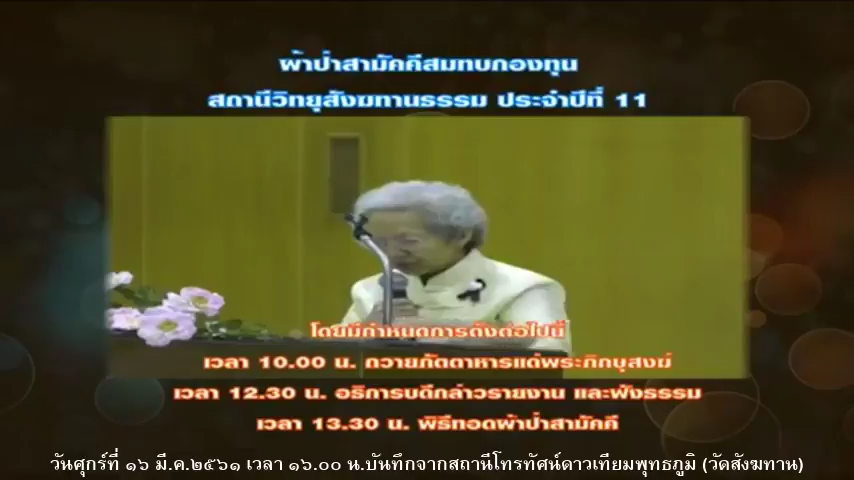 ผ้าป่าสามัคคีสมทบกองทุน
สถานีวิทยุสังฆทานธรรม ประจำปีที่ 11
โดยมีกำหนดการดังต่อไปนี้
เวลา 10.00 น. ถวายภัตตาหารแด่พระภิกษุสงฆ์
เวลา 12.30 น. อธิการบดีกล่าวรายงาน และฟังธรรม
เวลา 13.30 น. พิธีทอดผ้าป่าสามัคคี
วันศุกร์ที่ ๑๖ มี.ค.๒๕๖๑ เวลา ๑๖.๐๐ น.บันทึกจากสถานีโทรทัศน์ดาวเทียมพุทธภูมิ (วัดสังฆทาน)